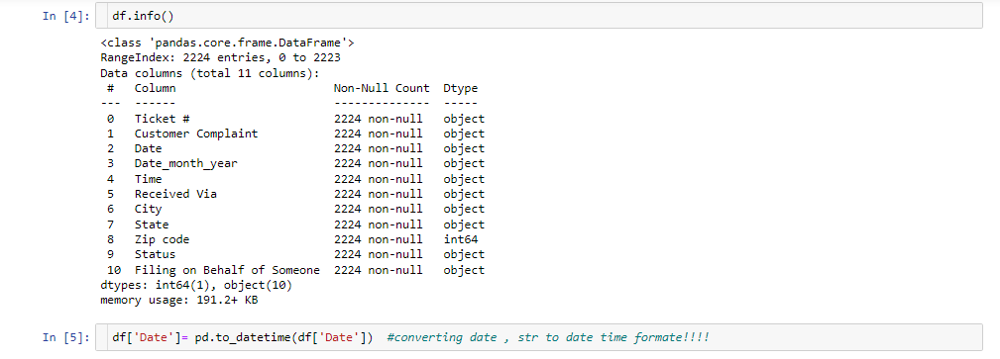 In [4]: df.info()
<class 'pandas.core.frame.DataFrame'>
RangeIndex: 2224 entries, 0 to 2223
Data columns (total 11 columns):
 #   Column                       Non-Null Count  Dtype
---  ------                       --------------  -----
 0   Ticket #                     2224 non-null   object
 1   Customer Complaint           2224 non-null   object
 2   Date                         2224 non-null   object
 3   Date_month_year              2224 non-null   object
 4   Time                         2224 non-null   object
 5   Received Via                 2224 non-null   object
 6   City                         2224 non-null   object
 7   State                        2224 non-null   object
 8   Zip code                     2224 non-null   int64
 9   Status                       2224 non-null   object
 10  Filing on Behalf of Someone  2224 non-null   object
dtypes: int64(1), object(10)
memory usage: 191.2+ KB
In [5]: df['Date']= pd.to_datetime(df['Date'])  #converting date , str to date time formate!!!!